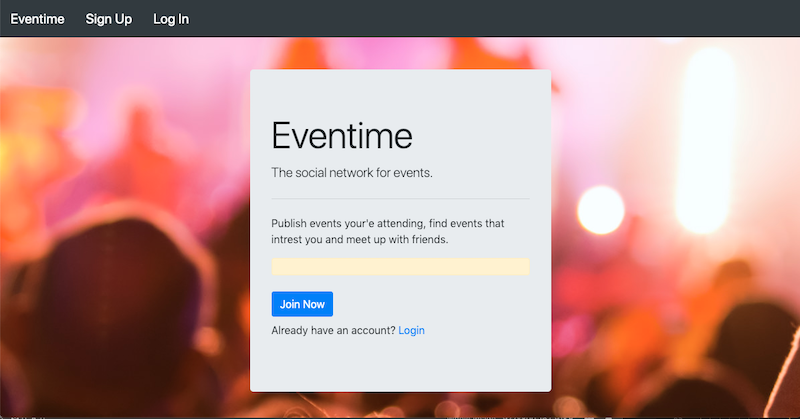 Eventime Sign Up Log In
Eventime
The social network for events.
Publish events your'e attending, find events that
intrest you and meet up with friends.
Join Now
Already have an account? Login